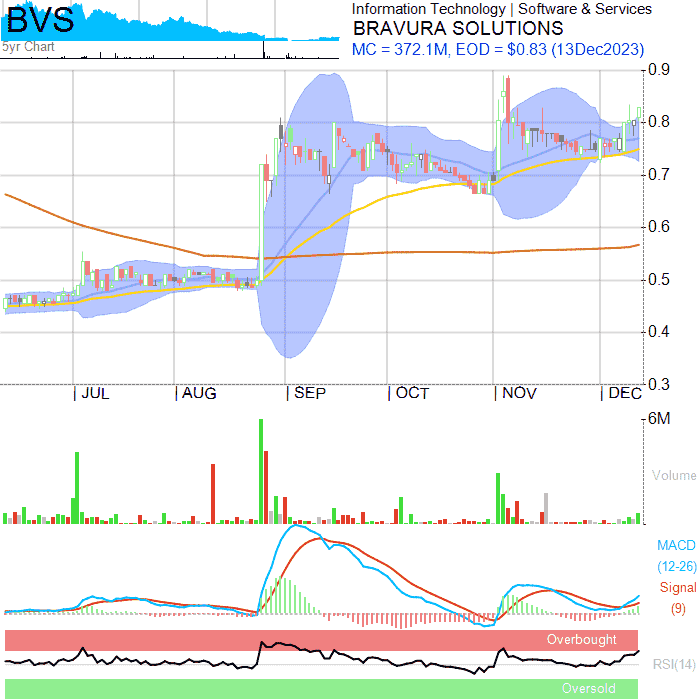 BVS
5yr Chart
Information Technology | Software & Services
BRAVURA SOLUTIONS
MC = 372.1M, EOD = $0.83 (13Dec2023)
0.9
0.8
0.7
0.6
0.5
0.4
0.3
| JUL | AUG | SEP | OCT | NOV | DEC
6M
Volume
MACD
(12-26)
Signal
(9)
Overbought
RSI(14)
Oversold